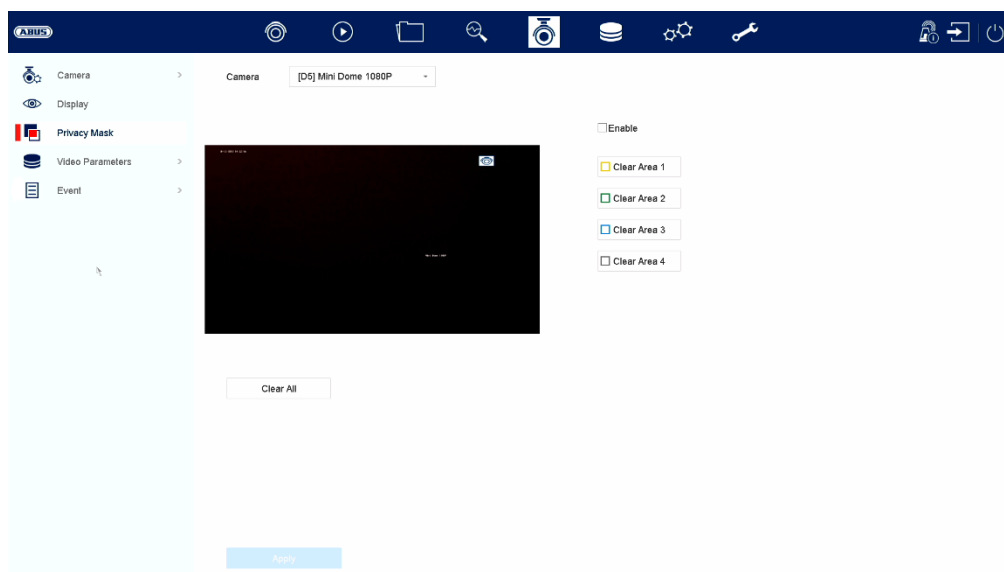 ABUS
Camera
Display
Privacy Mask
Video Parameters
Event
Camera [D5] Mini Dome 1080P
Enable
Clear Area 1
Clear Area 2
Clear Area 3
Clear Area 4
Clear All
Apply